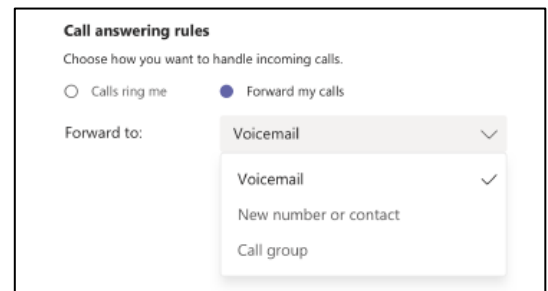 Call answering rules
Choose how you want to handle incoming calls.
Calls ring me Forward my calls
Forward to: Voicemail
Voicemail
New number or contact
Call group